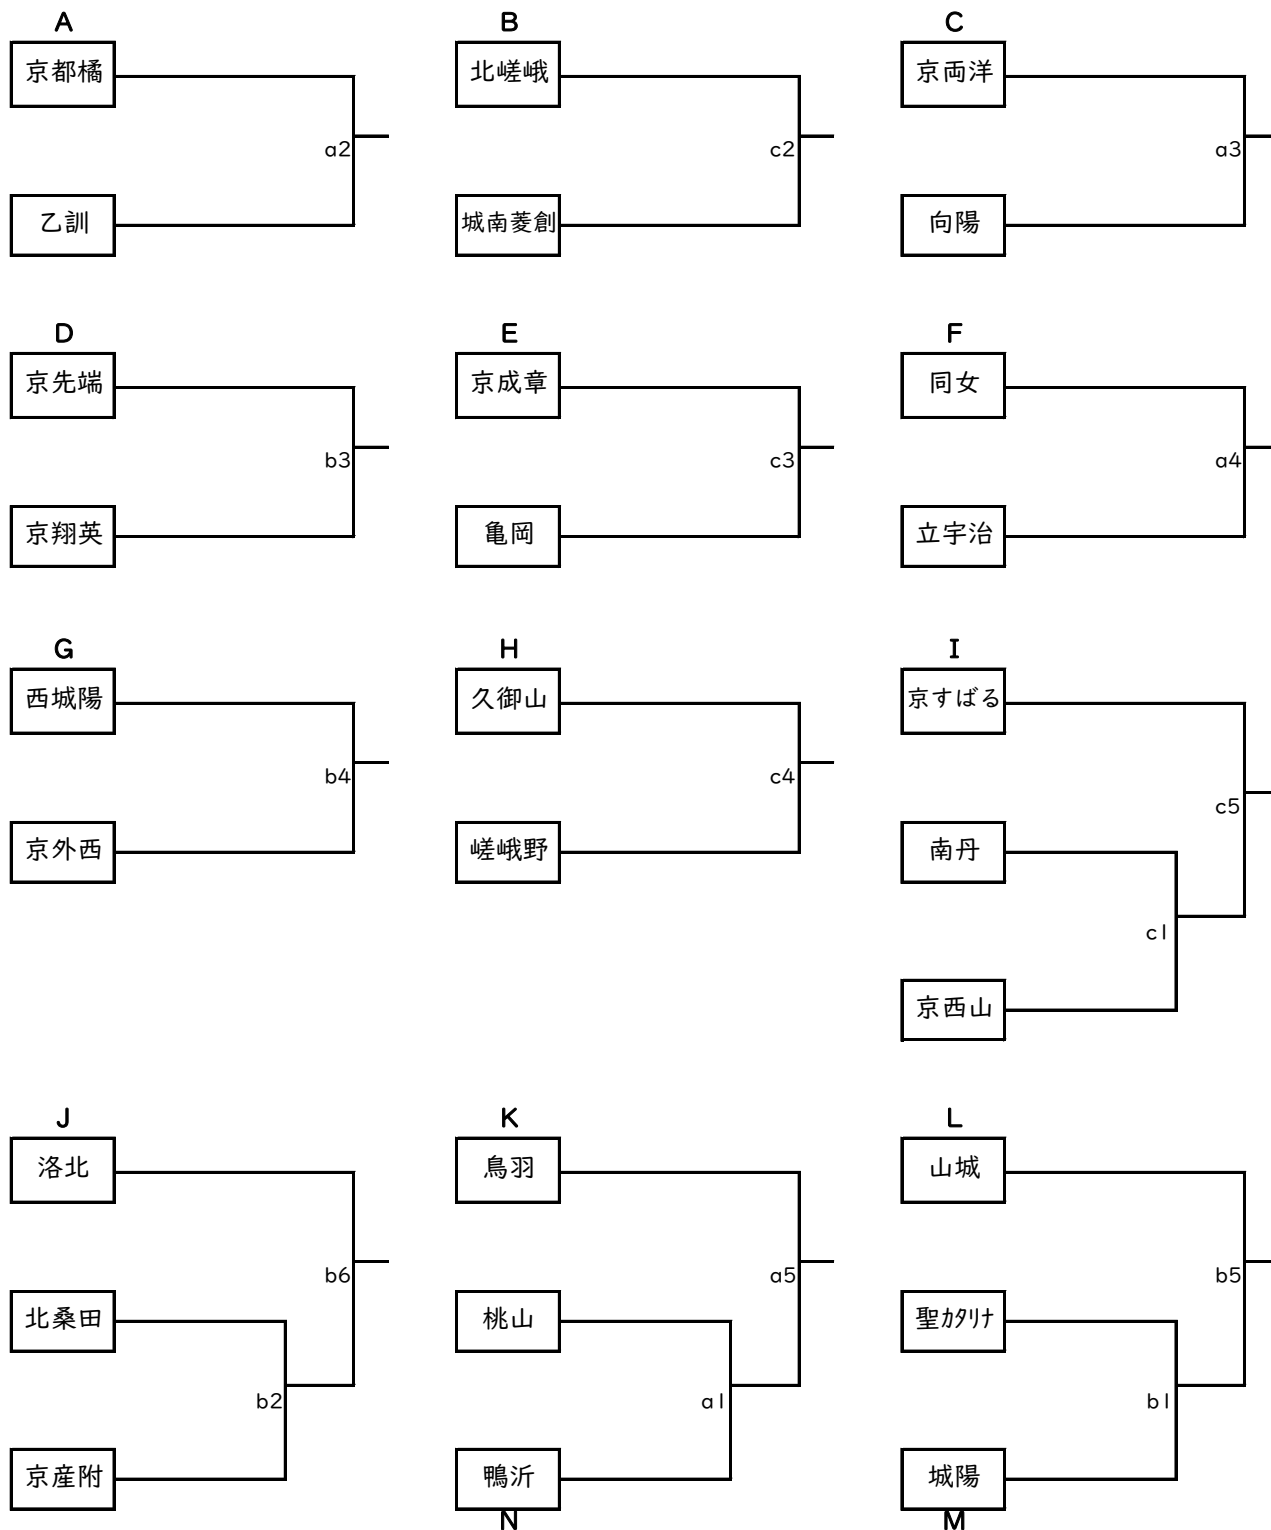 A
京都橘
a2
乙訓
B
北嵯峨
c2
城南菱創
C
京両洋
a3
向陽
D
京先端
b3
京翔英
E
京成章
c3
亀岡
F
同女
a4
立宇治
G
西城陽
b4
京外西
H
久御山
c4
嵯峨野
I
京すばる
c5
南丹
c1
京西山
J
洛北
b6
北桑田
b2
京産附
K
鳥羽
a5
桃山
a1
鴨沂
N
L
山城
b5
聖カタリナ
b1
城陽
M